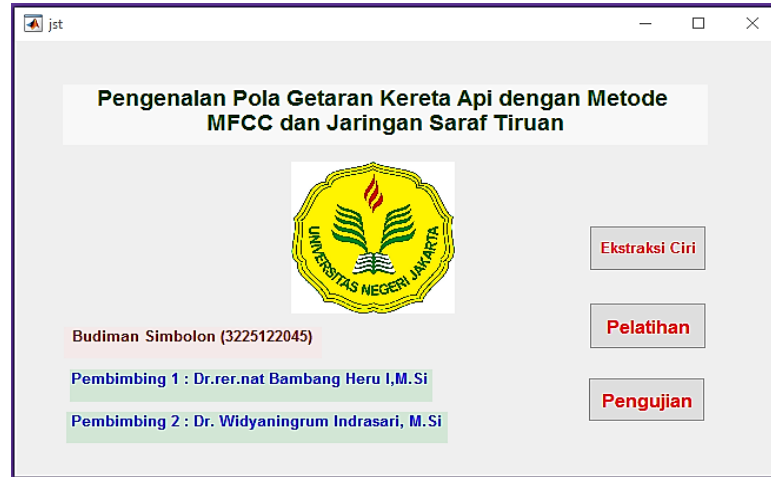 jst
Pengenalan Pola Getaran Kereta Api dengan Metode
MFCC dan Jaringan Saraf Tiruan
UNIVERSITAS NEGERI JAKARTA
Ekstraksi Ciri
Pelatihan
Budiman Simbolon (3225122045)
Pembimbing 1 : Dr.rer.nat Bambang Heru I,M.Si
Pengujian
Pembimbing 2 : Dr. Widyaningrum Indrasari, M.Si